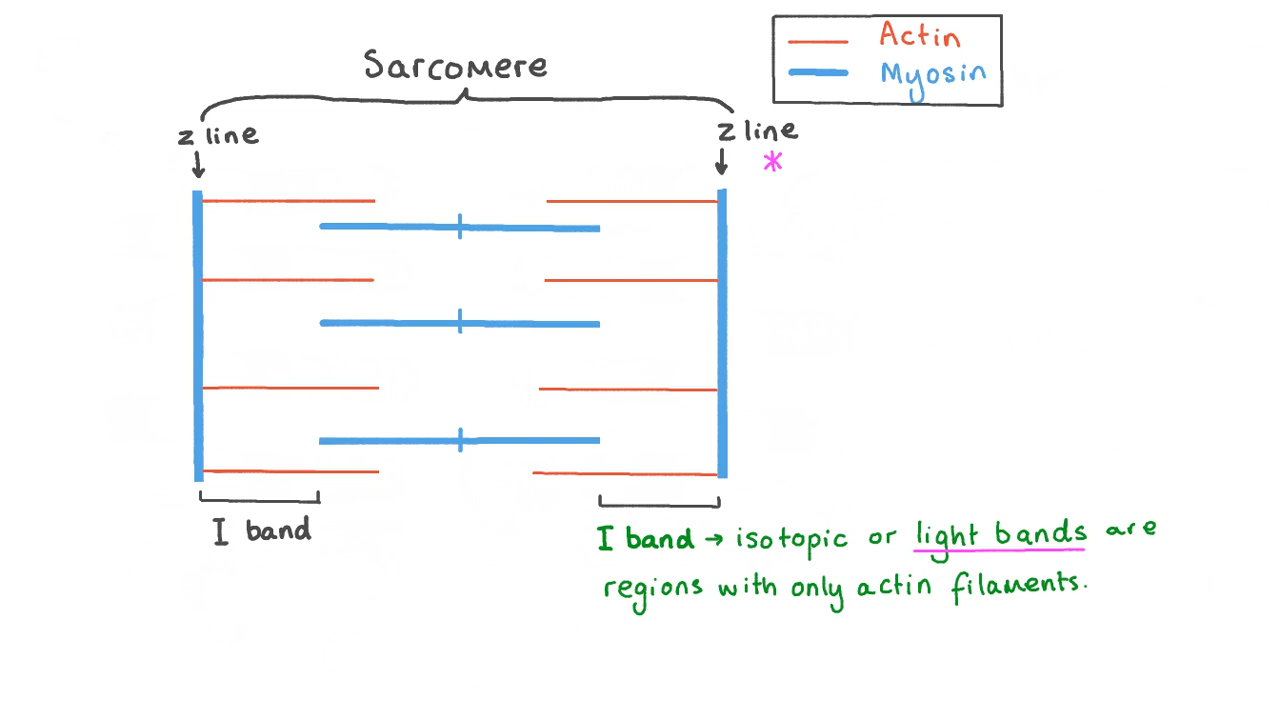 Actin
Myosin
Sarcomere
z line
z line
*
I band
I band → isotopic or light bands are
regions with only actin filaments.